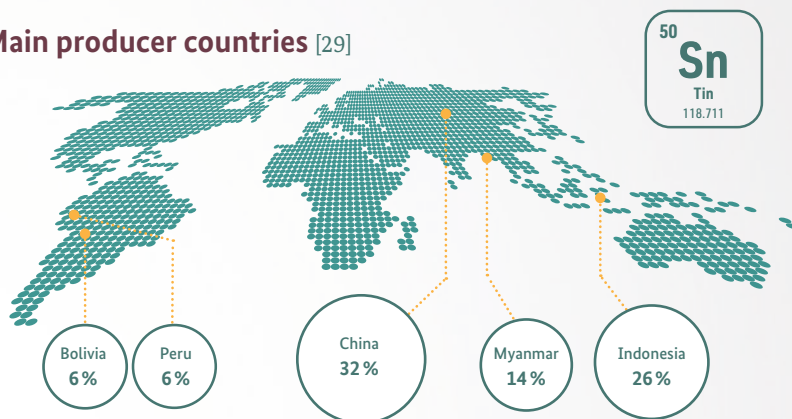 Main producer countries [29]
50
Sn
Tin
118.711
Bolivia
6 %
Peru
6 %
China
32 %
Myanmar
14 %
Indonesia
26 %